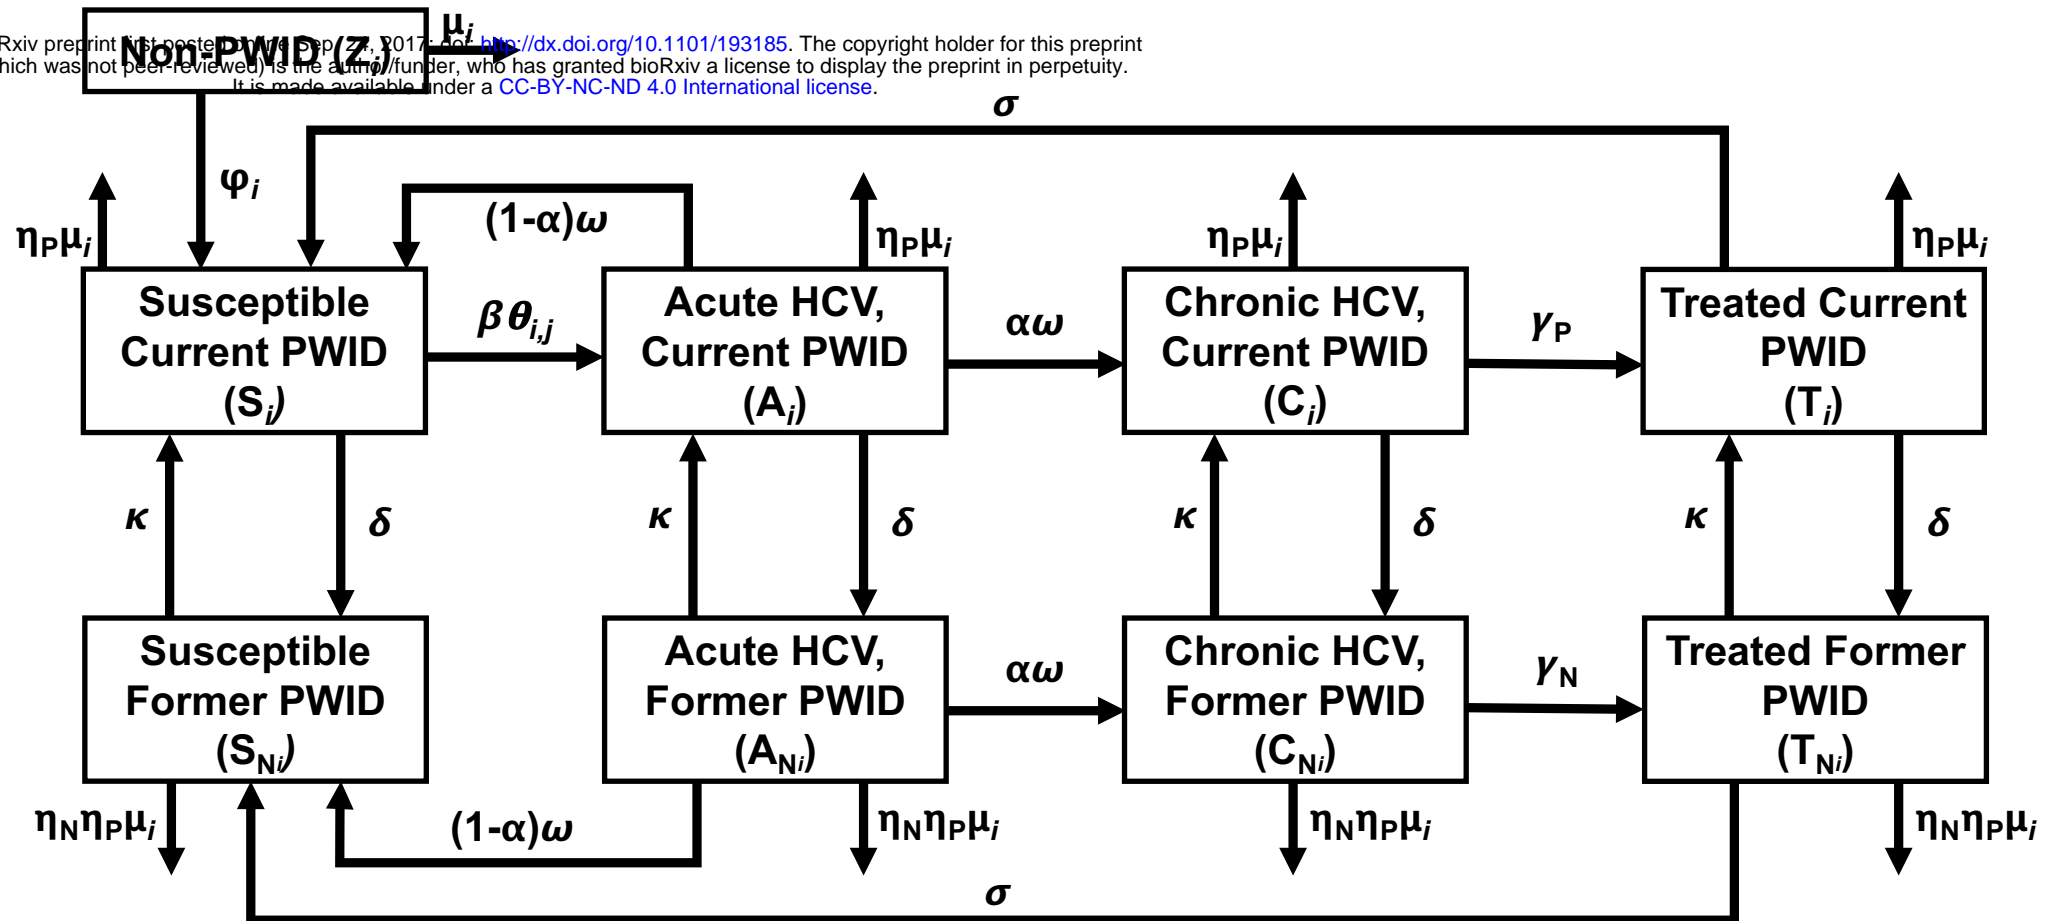 μi
Non-PWID (Zi)
Rxiv preprint first posted online Sep. 24, 2017; doi: http://dx.doi.org/10.1101/193185. The copyright holder for this preprint
hich was not peer-reviewed) is the author/funder, who has granted bioRxiv a license to display the preprint in perpetuity.
It is made available under a CC-BY-NC-ND 4.0 International license.
σ
φi
(1-α)ω
ηPμi
ηPμi
ηPμi
ηPμi
Susceptible
Current PWID
(Si)
βθi,j
Acute HCV,
Current PWID
(Ai)
αω
Chronic HCV,
Current PWID
(Ci)
γP
Treated Current
PWID
(Ti)
κ
δ
κ
δ
κ
δ
κ
δ
Susceptible
Former PWID
(SNi)
Acute HCV,
Former PWID
(ANi)
αω
Chronic HCV,
Former PWID
(CNi)
γN
Treated Former
PWID
(TNi)
ηNηPμi
(1-α)ω
ηNηPμi
ηNηPμi
ηNηPμi
σ